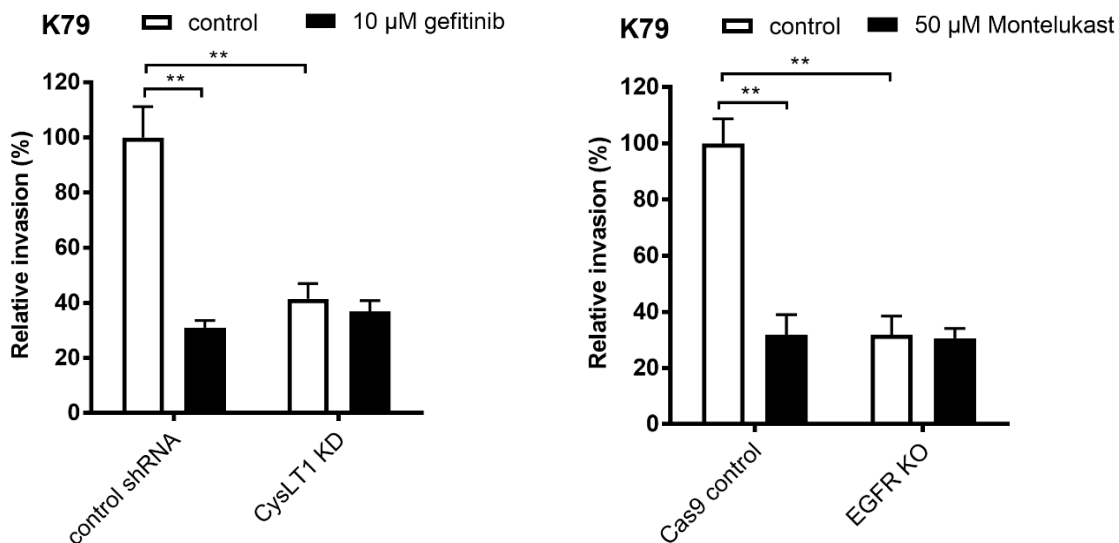 K79
control
10 µM gefitinib
**
**
Relative invasion (%)
120
100
80
60
40
20
0
control shRNA
CysLT1 KD
K79
control
50 µM Montelukast
**
**
Relative invasion (%)
120
100
80
60
40
20
0
Cas9 control
EGFR KO